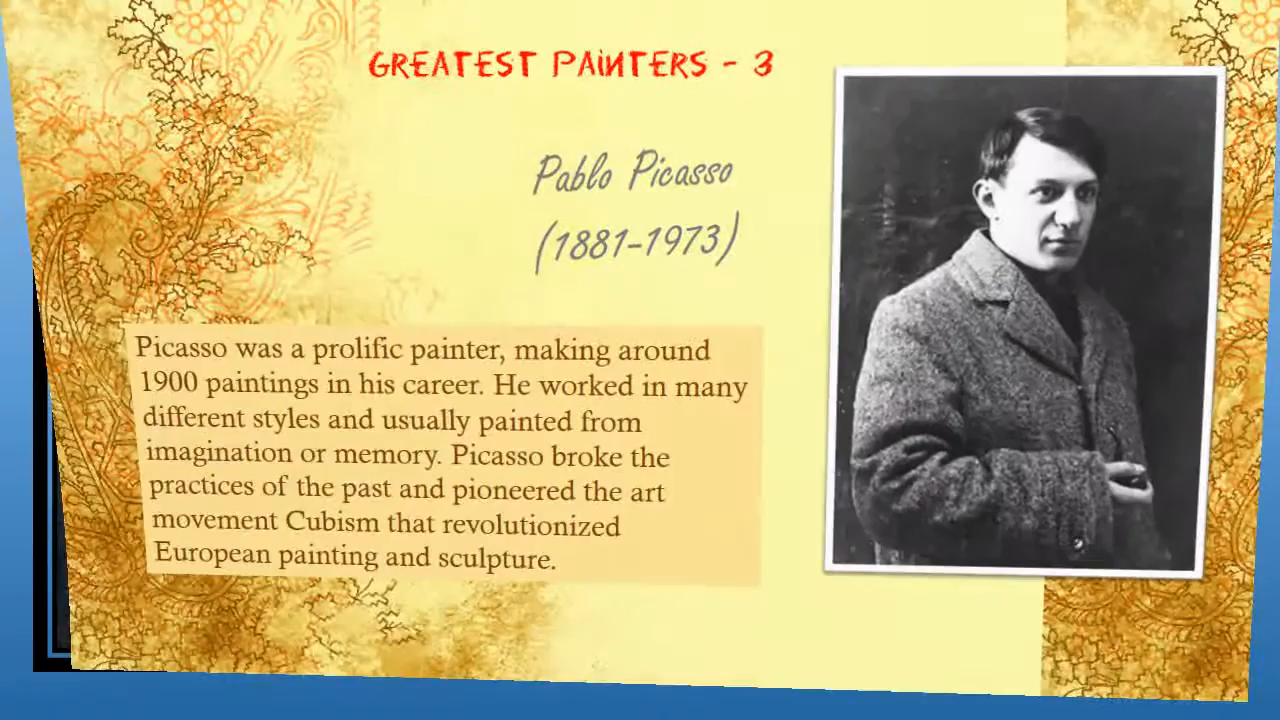 GREATEST PAINTERS - 3
Pablo Picasso
(1881-1973)
Picasso was a prolific painter, making around
1900 paintings in his career. He worked in many
different styles and usually painted from
imagination or memory. Picasso broke the
practices of the past and pioneered the art
movement Cubism that revolutionized
European painting and sculpture.